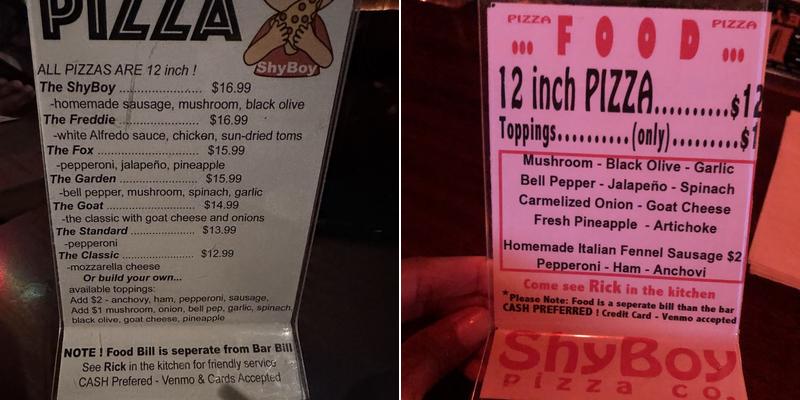 PIZZA
ShyBoy
ALL PIZZAS ARE 12 inch !
The ShyBoy ........................ $16.99
-homemade sausage, mushroom, black olive
The Freddie ........................ $16.99
-white Alfredo sauce, chicken, sun-dried toms
The Fox ........................ $15.99
-pepperoni, jalapeño, pineapple
The Garden ........................ $15.99
-bell pepper, mushroom, spinach, garlic
The Goat ........................ $14.99
-the classic with goat cheese and onions
The Standard ................... $13.99
-pepperoni
The Classic ........................ $12.99
-mozzarella cheese
Or build your own...
available toppings:
Add $2 - anchovy, ham, pepperoni, sausage,
Add $1 mushroom, onion, bell pep, garlic, spinach,
black olive, goat cheese, pineapple
NOTE ! Food Bill is seperate from Bar Bill
See Rick in the kitchen for friendly service
CASH Prefered - Venmo & Cards Accepted
PIZZA PIZZA
... FOOD ...
12 inch PIZZA..........$12
Toppings..........(only).........$1
Mushroom - Black Olive - Garlic
Bell Pepper - Jalapeño - Spinach
Carmelized Onion - Goat Cheese
Fresh Pineapple - Artichoke
Homemade Italian Fennel Sausage $2
Pepperoni - Ham - Anchovi
Come see Rick in the kitchen
*Please Note: Food is a seperate bill than the bar
CASH PREFERRED ! Credit Card - Venmo accepted
ShyBoy
pizza co.